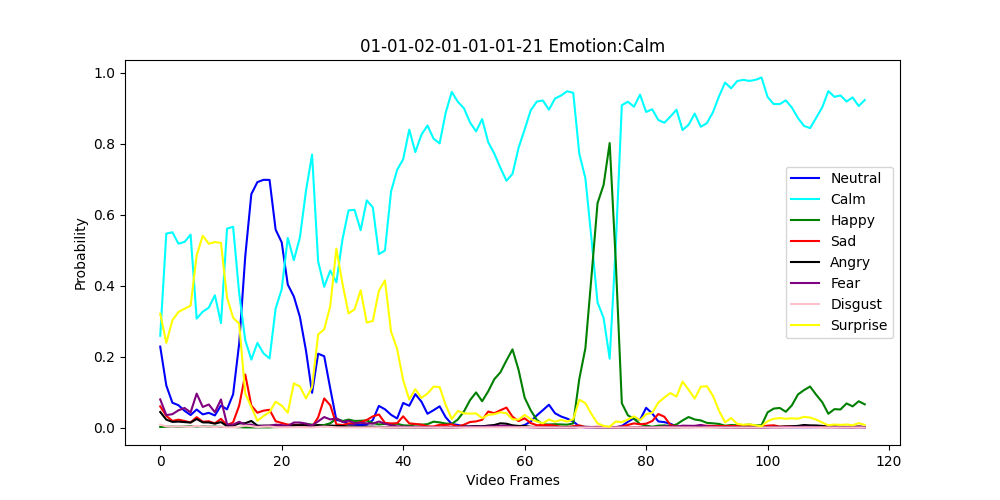 01-01-02-01-01-01-21 Emotion:Calm
1.0
0.8
0.6
0.4
0.2
0.0
Probability
Neutral
Calm
Happy
Sad
Angry
Fear
Disgust
Surprise
0 20 40 60 80 100 120
Video Frames